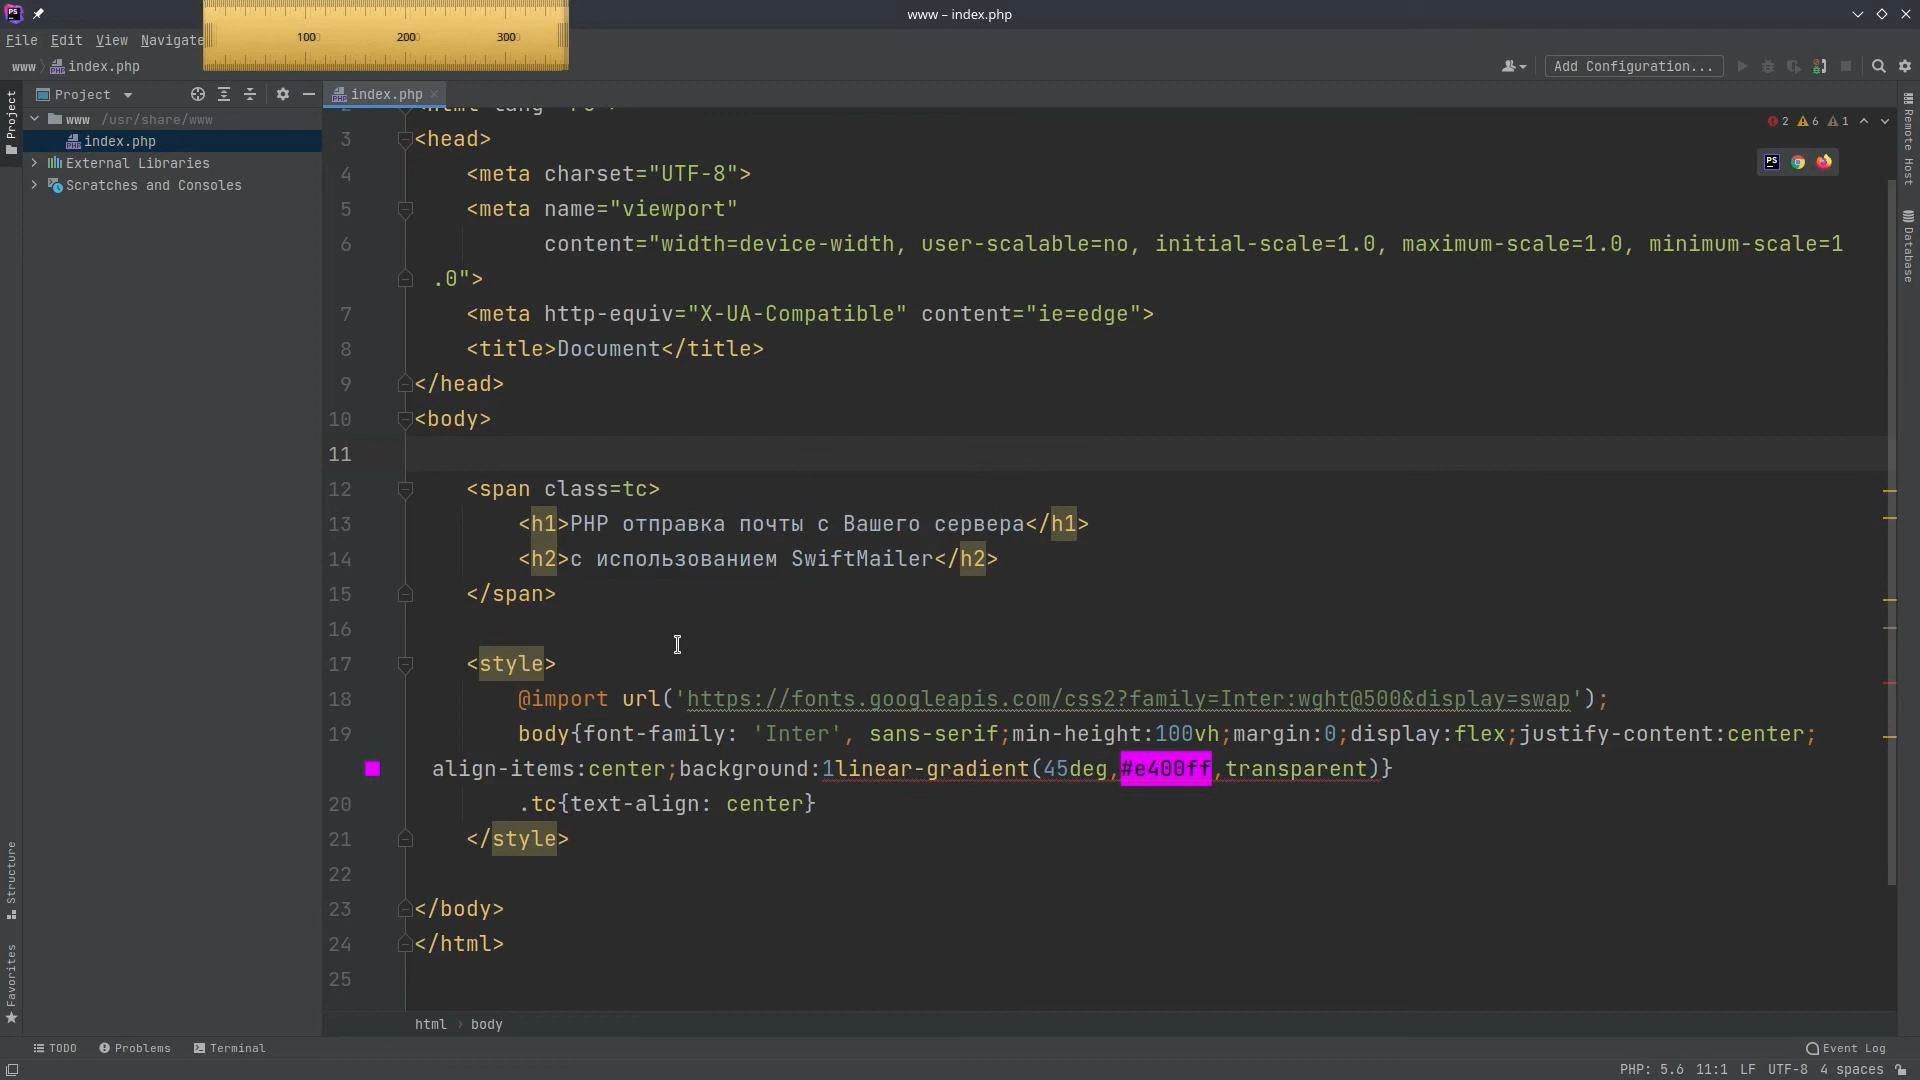 PS
www – index.php
File Edit View Navigate
100 200 300
www index.php
Add Configuration...
Project
index.php
2 6 1
www /usr/share/www
index.php
External Libraries
Scratches and Consoles
Project
Structure
Favorites
Remote Host
Database
3 <head>
4 <meta charset="UTF-8">
5 <meta name="viewport"
6 content="width=device-width, user-scalable=no, initial-scale=1.0, maximum-scale=1.0, minimum-scale=1
.0">
7 <meta http-equiv="X-UA-Compatible" content="ie=edge">
8 <title>Document</title>
9 </head>
10 <body>
11
12 <span class=tc>
13 <h1>PHP отправка почты с Вашего сервера</h1>
14 <h2>с использованием SwiftMailer</h2>
15 </span>
16
17 <style>
18 @import url('https://fonts.googleapis.com/css2?family=Inter:wght@500&display=swap');
19 body{font-family: 'Inter', sans-serif;min-height:100vh;margin:0;display:flex;justify-content:center;
align-items:center;background:1linear-gradient(45deg,#e400ff,transparent)}
20 .tc{text-align: center}
21 </style>
22
23 </body>
24 </html>
25
html body
TODO Problems Terminal
Event Log
PHP: 5.6 11:1 LF UTF-8 4 spaces